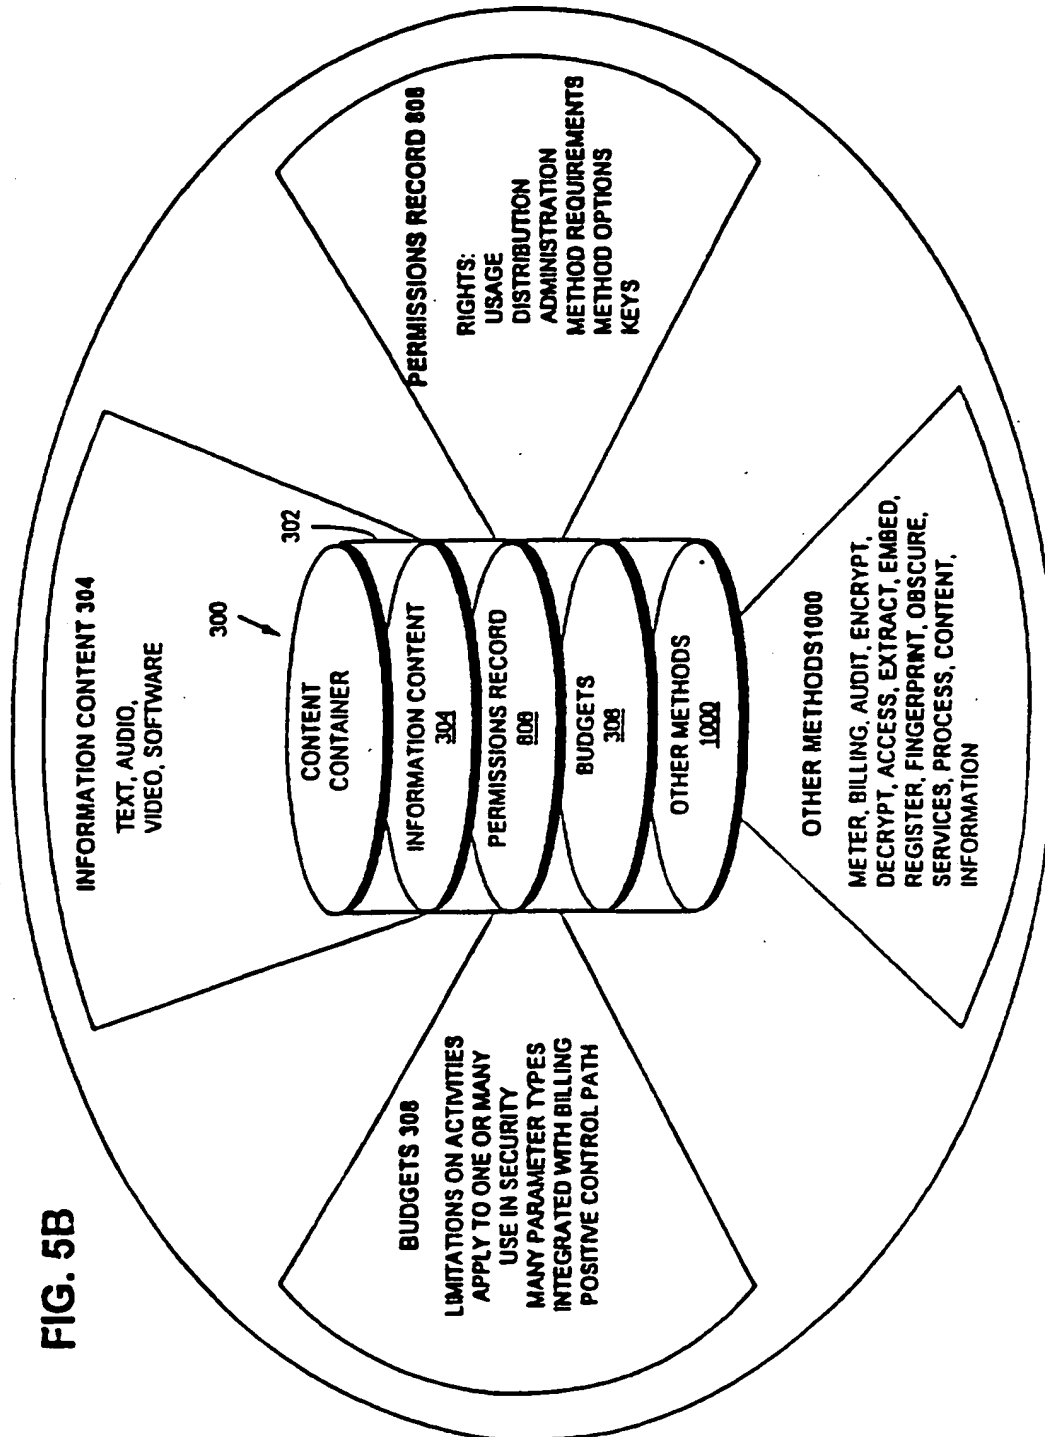 FIG. 5B
INFORMATION CONTENT 304
TEXT, AUDIO,
VIDEO, SOFTWARE
300
302
CONTENT
CONTAINER
INFORMATION CONTENT
304
PERMISSIONS RECORD
808
BUDGETS
308
OTHER METHODS
1000
BUDGETS 308
LIMITATIONS ON ACTIVITIES
APPLY TO ONE OR MANY
USE IN SECURITY
MANY PARAMETER TYPES
INTEGRATED WITH BILLING
POSITIVE CONTROL PATH
PERMISSIONS RECORD 808
RIGHTS:
USAGE
DISTRIBUTION
ADMINISTRATION
METHOD REQUIREMENTS
METHOD OPTIONS
KEYS
OTHER METHODS1000
METER, BILLING, AUDIT, ENCRYPT,
DECRYPT, ACCESS, EXTRACT, EMBED,
REGISTER, FINGERPRINT, OBSCURE,
SERVICES, PROCESS, CONTENT,
INFORMATION